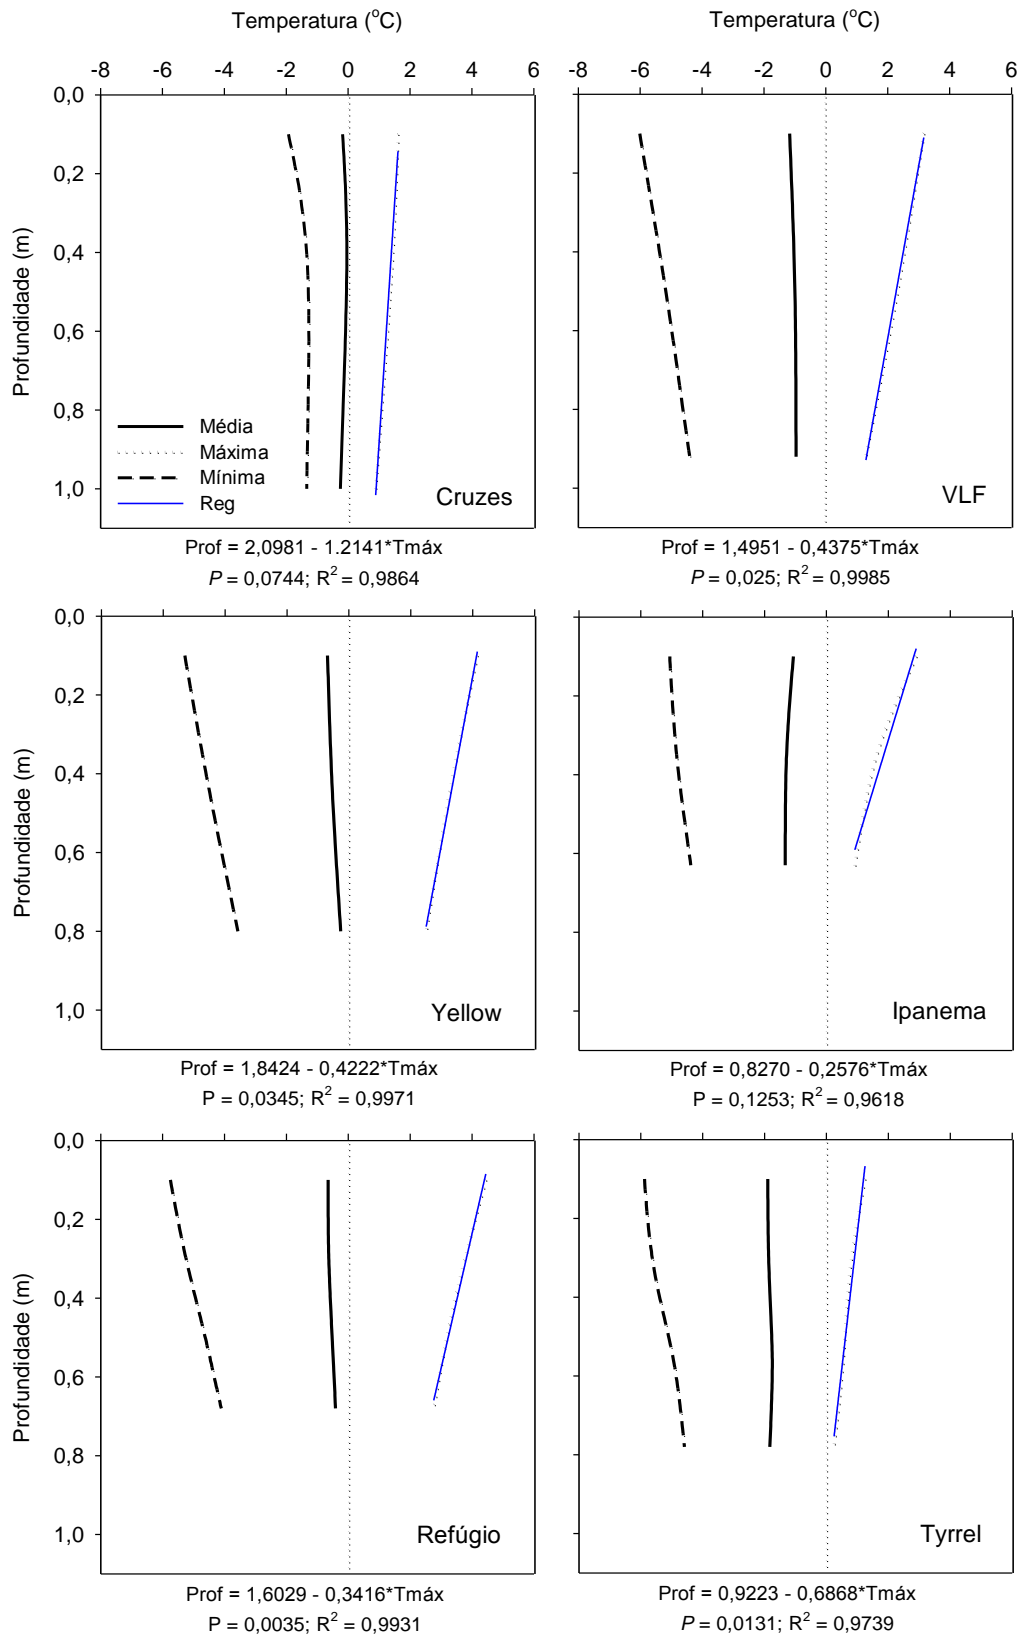 Temperatura (°C)
Temperatura (°C)
-8 -6 -4 -2 0 2 4 6
-8 -6 -4 -2 0 2 4 6
Profundidade (m)
0,0
0,2
0,4
0,6
0,8
1,0
Média
Máxima
Mínima
Reg
Cruzes
VLF
Prof = 2,0981 - 1.2141*Tmáx
P = 0,0744; R² = 0,9864
Prof = 1,4951 - 0,4375*Tmáx
P = 0,025; R² = 0,9985
Profundidade (m)
0,0
0,2
0,4
0,6
0,8
1,0
Yellow
Ipanema
Prof = 1,8424 - 0,4222*Tmáx
P = 0,0345; R² = 0,9971
Prof = 0,8270 - 0,2576*Tmáx
P = 0,1253; R² = 0,9618
Profundidade (m)
0,0
0,2
0,4
0,6
0,8
1,0
Refúgio
Tyrrel
Prof = 1,6029 - 0,3416*Tmáx
P = 0,0035; R² = 0,9931
Prof = 0,9223 - 0,6868*Tmáx
P = 0,0131; R² = 0,9739